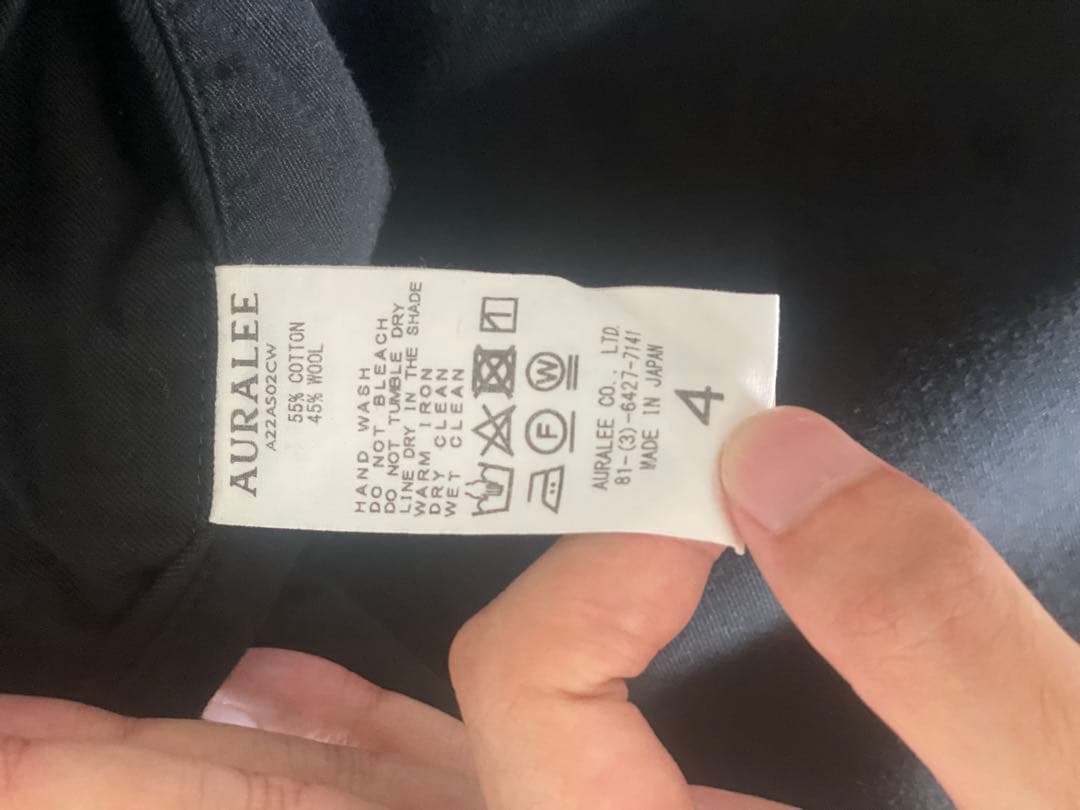 AURALEE
A22AS02CW
55% COTTON
45% WOOL
HAND WASH
DO NOT BLEACH
DO NOT TUMBLE DRY
LINE DRY IN THE SHADE
WARM IRON
DRY CLEAN
WET CLEAN
F W
AURALEE CO., LTD.
81-(3)-6427-7141
MADE IN JAPAN
4